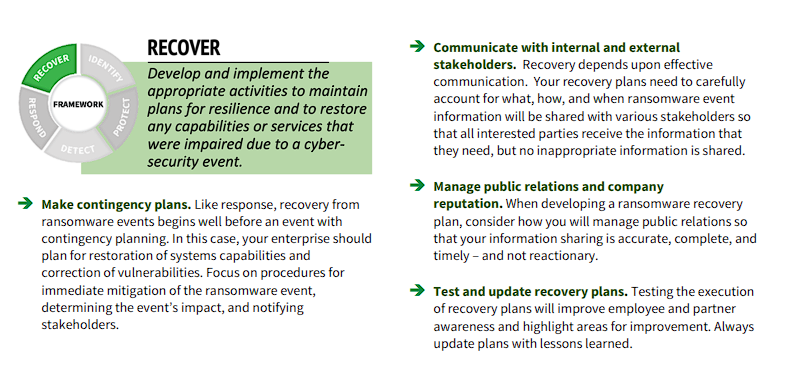 RECOVER
IDENTIFY
PROTECT
DETECT
RESPOND
FRAMEWORK
RECOVER
Develop and implement the
appropriate activities to maintain
plans for resilience and to restore
any capabilities or services that
were impaired due to a cyber-
security event.
Make contingency plans. Like response, recovery from
ransomware events begins well before an event with
contingency planning. In this case, your enterprise should
plan for restoration of systems capabilities and
correction of vulnerabilities. Focus on procedures for
immediate mitigation of the ransomware event,
determining the event's impact, and notifying
stakeholders.
Communicate with internal and external
stakeholders. Recovery depends upon effective
communication. Your recovery plans need to carefully
account for what, how, and when ransomware event
information will be shared with various stakeholders so
that all interested parties receive the information that
they need, but no inappropriate information is shared.
Manage public relations and company
reputation. When developing a ransomware recovery
plan, consider how you will manage public relations so
that your information sharing is accurate, complete, and
timely – and not reactionary.
Test and update recovery plans. Testing the execution
of recovery plans will improve employee and partner
awareness and highlight areas for improvement. Always
update plans with lessons learned.